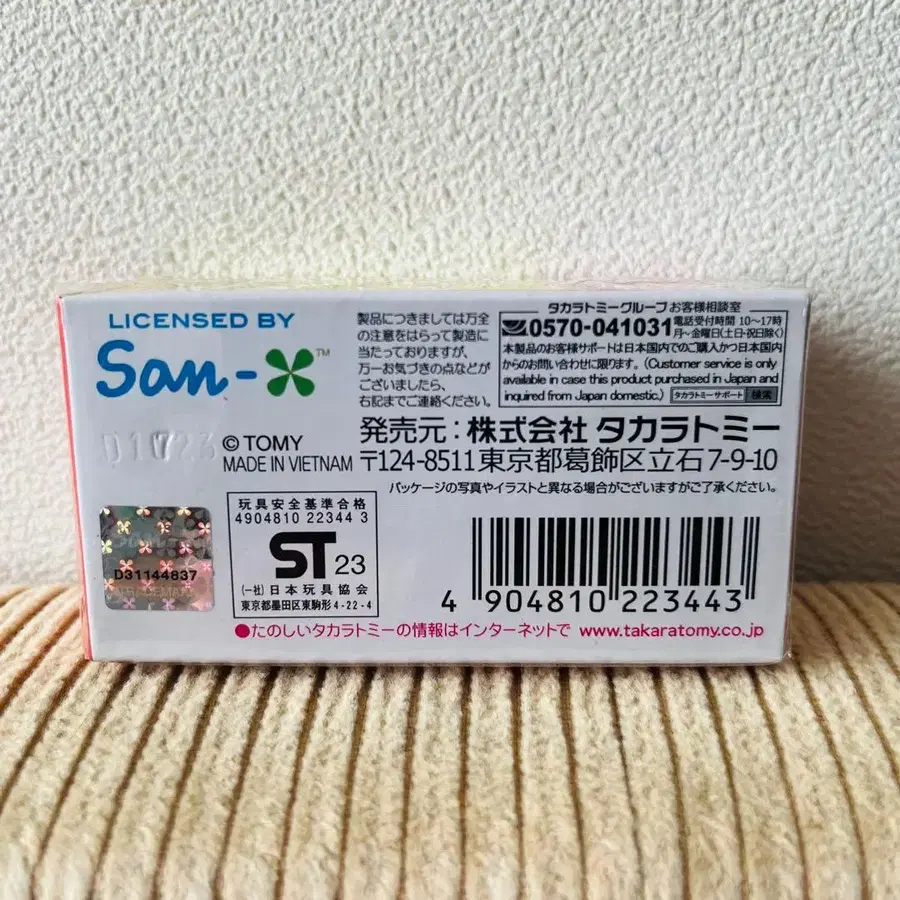 LICENSED BY
San-X™
製品につきましては万全
の注意をはらって製造に
当たっておりますが、
万一お気づきの点などが
ございましたら、
右記までご連絡ください。
タカラトミーグループお客様相談室
0570-041031 電話受付時間 10〜17時
月〜金曜日(土日・祝日除く)
本製品のお客様サポートは日本国内でのご購入かつ日本国内
からのお問い合わせに限ります。(Customer service is only
available in case this product purchased in Japan and
inquired from Japan domestic.) タカラトミーサポート 検索
© TOMY
MADE IN VIETNAM
発売元：株式会社 タカラトミー
〒124-8511 東京都葛飾区立石 7-9-10
パッケージの写真やイラストと異なる場合がございますがご了承ください。
玩具安全基準合格
4904810 22344 3
ST 23
(一社)日本玩具協会
東京都墨田区東駒形4-22-4
D31144837
4 904810 223443
●たのしいタカラトミーの情報はインターネットで www.takaratomy.co.jp